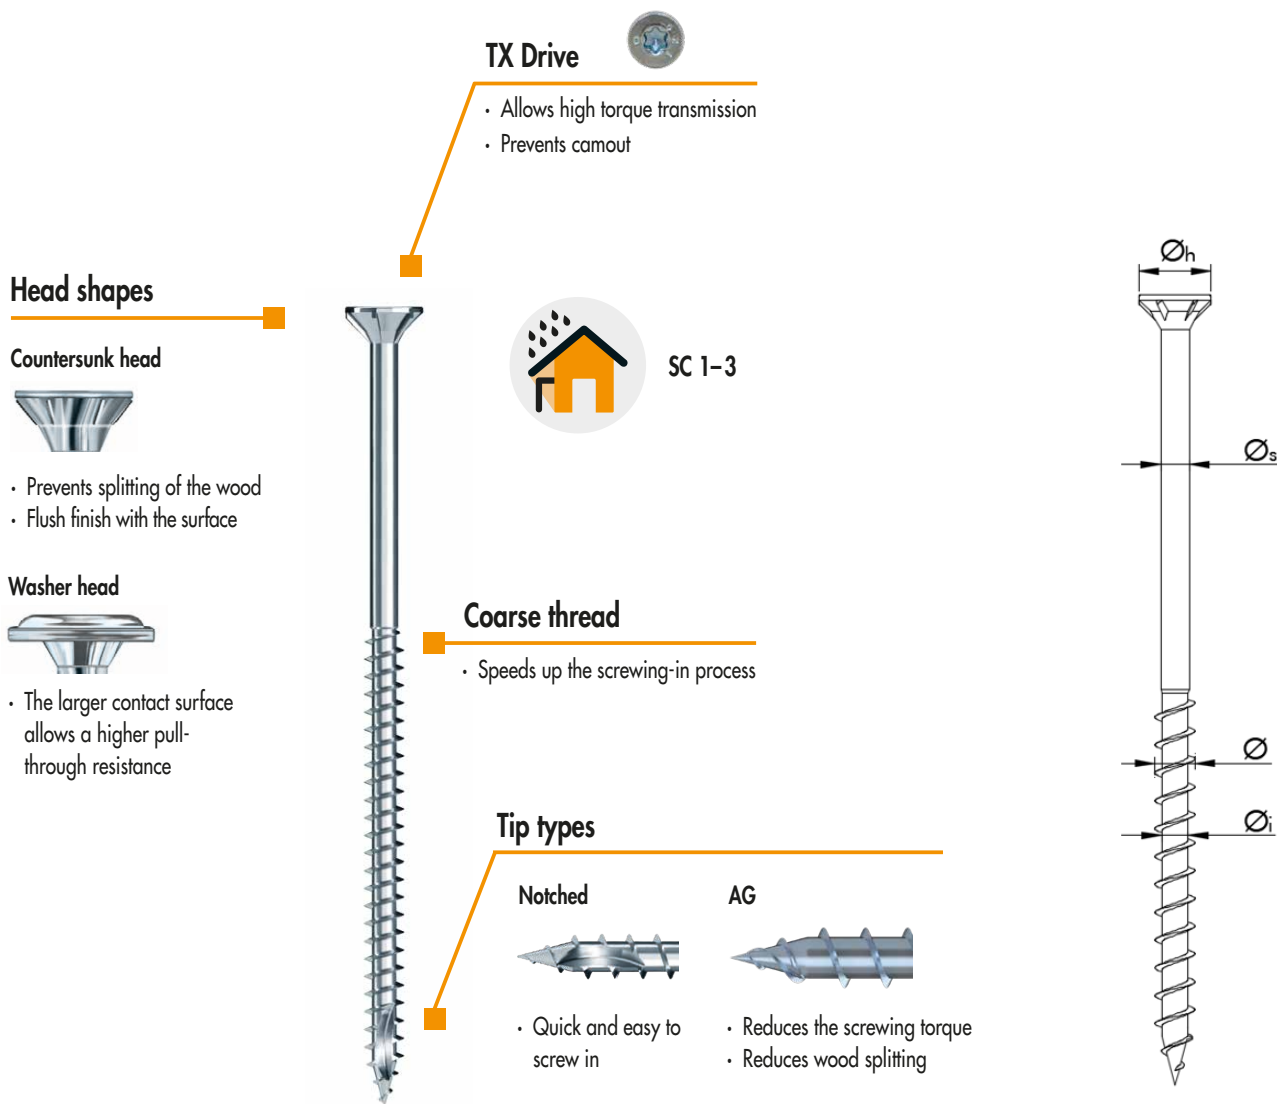 TX Drive
· Allows high torque transmission
· Prevents camout
Head shapes
Countersunk head
· Prevents splitting of the wood
· Flush finish with the surface
Washer head
· The larger contact surface
allows a higher pull-
through resistance
SC 1–3
Coarse thread
· Speeds up the screwing-in process
Tip types
Notched
· Quick and easy to
screw in
AG
· Reduces the screwing torque
· Reduces wood splitting
Øh
Øs
Ø
Øi